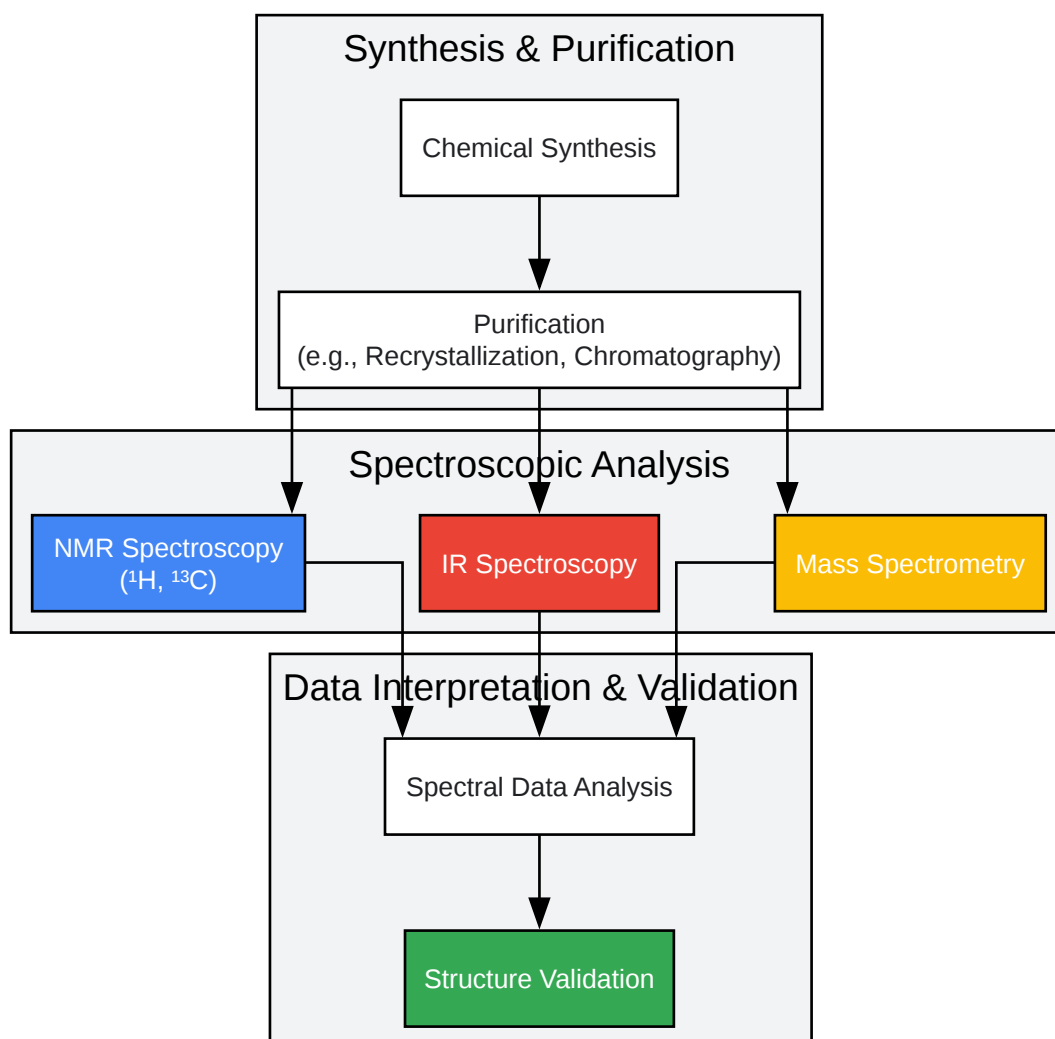 Synthesis & Purification
Chemical Synthesis
Purification
(e.g., Recrystallization, Chromatography)
Spectroscopic Analysis
NMR Spectroscopy
(¹H, ¹³C)
IR Spectroscopy
Mass Spectrometry
Data Interpretation & Validation
Spectral Data Analysis
Structure Validation